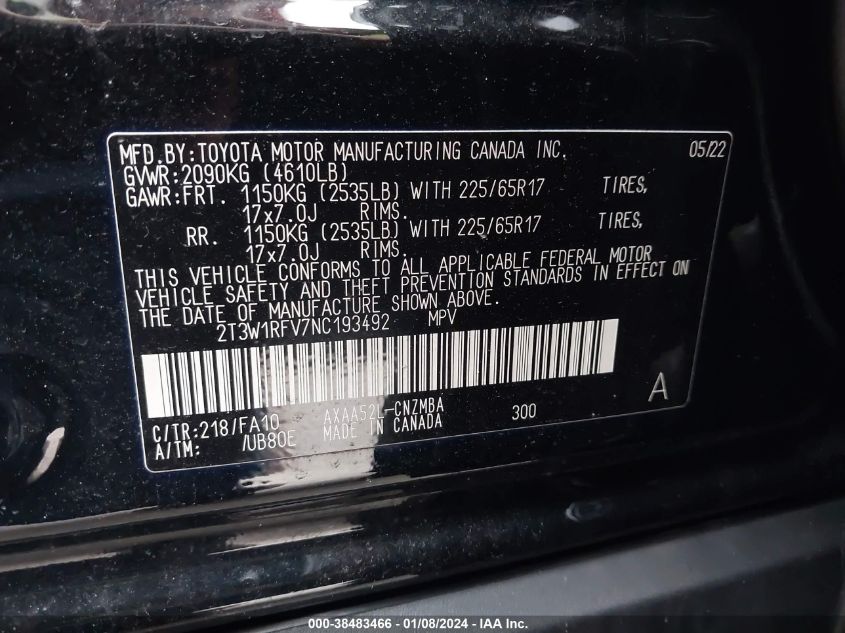 MFD.BY:TOYOTA MOTOR MANUFACTURING CANADA INC. 05/22
GVWR:2090KG (4610LB)
GAWR:FRT. 1150KG (2535LB) WITH 225/65R17 TIRES,
17x7.0J RIMS.
RR. 1150KG (2535LB) WITH 225/65R17 TIRES,
17x7.0J RIMS.
THIS VEHICLE CONFORMS TO ALL APPLICABLE FEDERAL MOTOR
VEHICLE SAFETY AND THEFT PREVENTION STANDARDS IN EFFECT ON
THE DATE OF MANUFACTURE SHOWN ABOVE.
2T3W1RFV7NC193492 MPV
A
C/TR:218/FA10 AXAA52L-CNZMBA 300
A/TM: /UB80E MADE IN CANADA
000-38483466 - 01/08/2024 - IAA Inc.